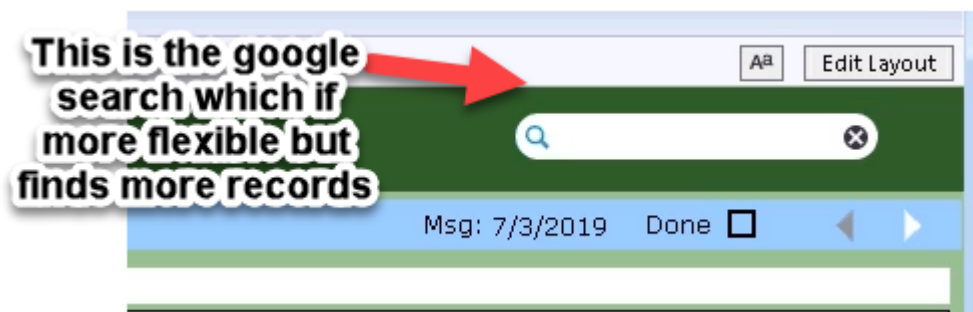 This is the google
search which if
more flexible but
finds more records
Aa Edit Layout
Msg: 7/3/2019 Done